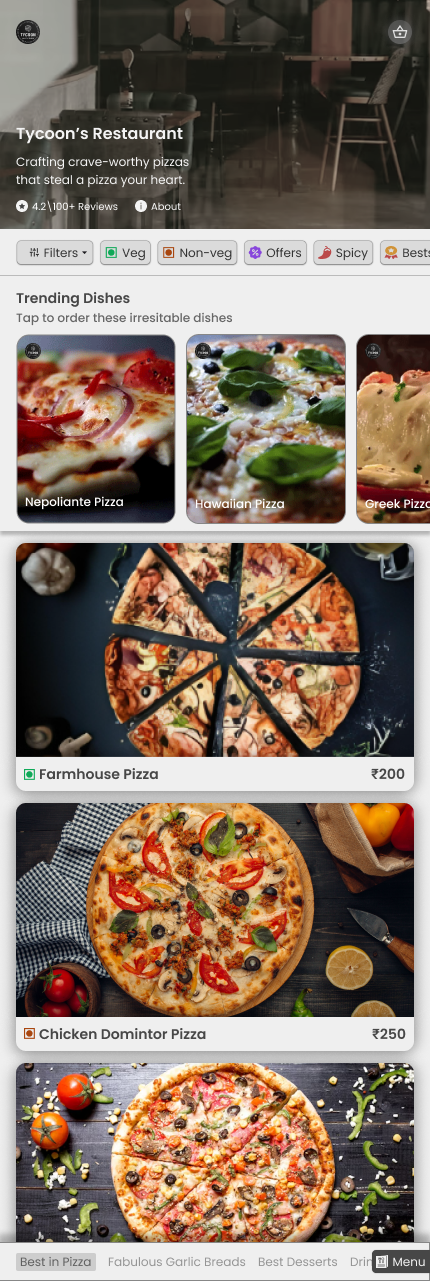 TYCOON
Tycoon's Restaurant
Crafting crave-worthy pizzas
that steal a pizza your heart.
4.2\100+ Reviews About
Filters Veg Non-veg Offers Spicy Bests
Trending Dishes
Tap to order these irresitable dishes
Nepoliante Pizza Hawaiian Pizza Greek Pizza
Farmhouse Pizza ₹200
Chicken Domintor Pizza ₹250
Best in Pizza Fabulous Garlic Breads Best Desserts Drin Menu